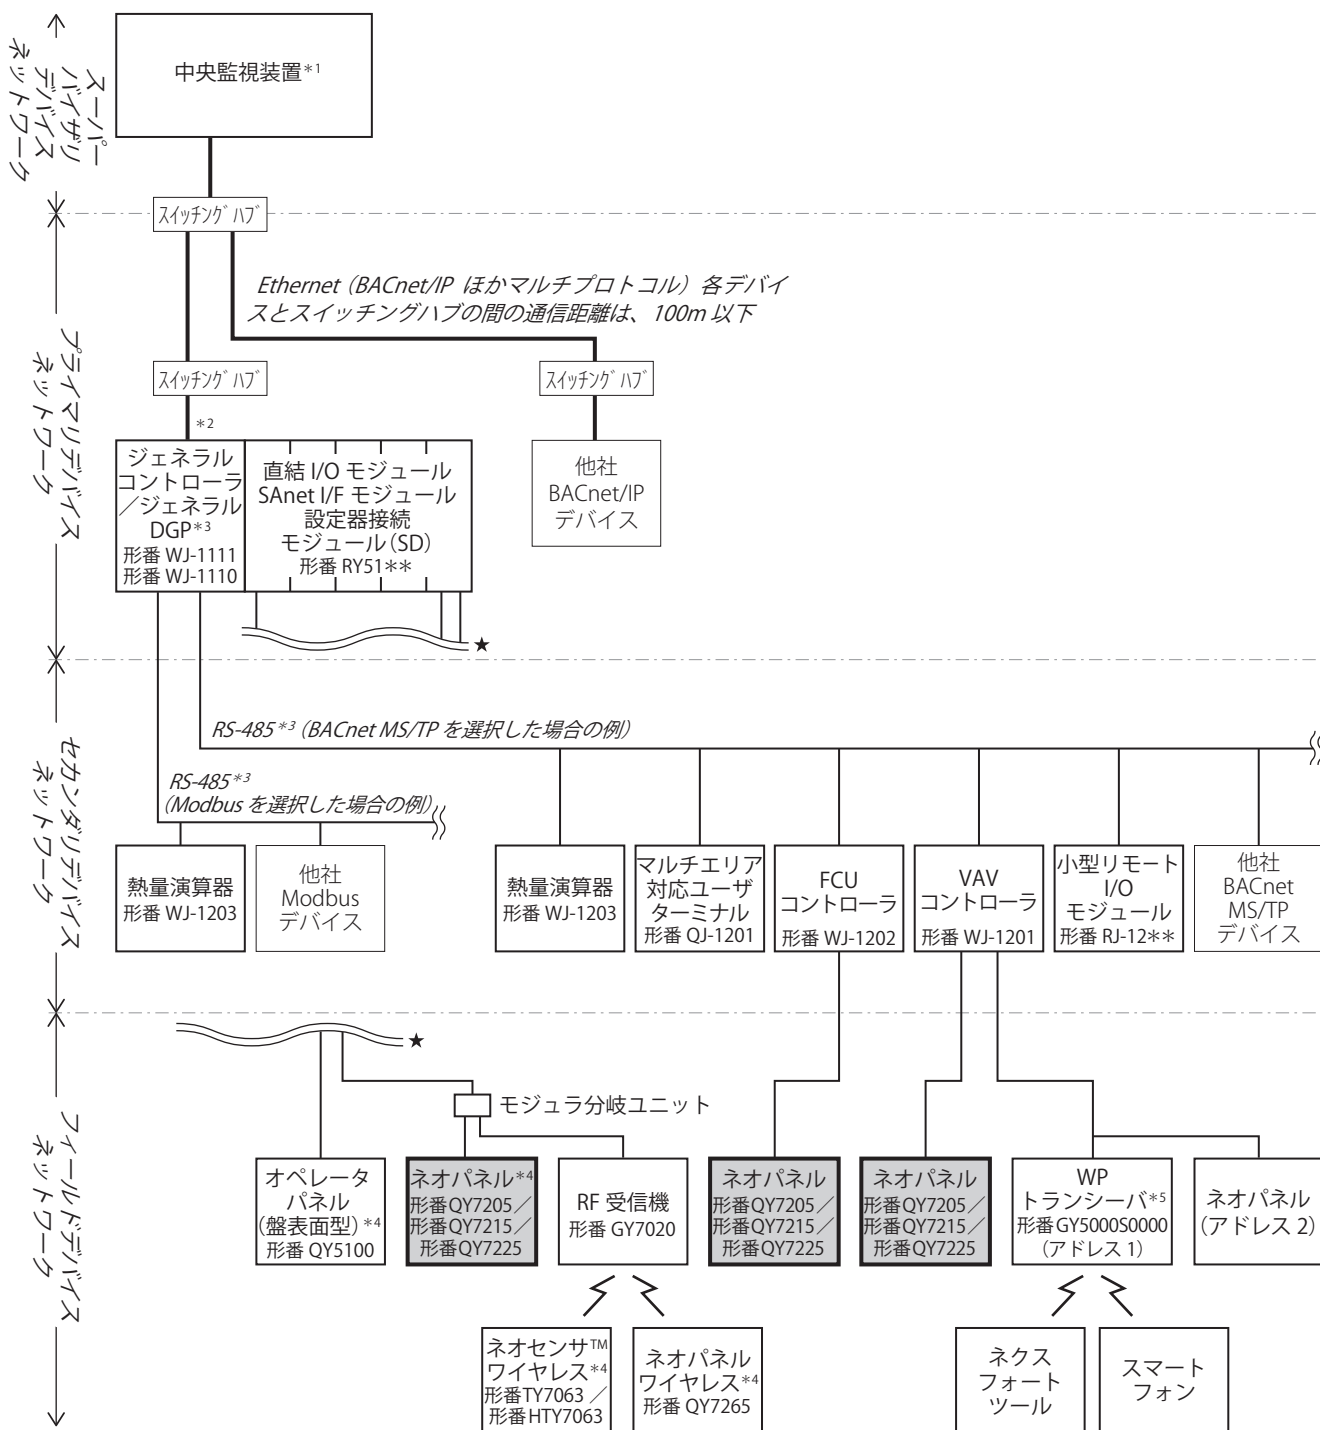 スーパー
バイザリ
デバイス
ネットワーク
中央監視装置*1
スイッチングハブ
プライマリデバイス
ネットワーク
Ethernet（BACnet/IP ほかマルチプロトコル）各デバイ
スとスイッチングハブの間の通信距離は、100m 以下
スイッチングハブ
スイッチングハブ
*2
ジェネラル
コントローラ
／ジェネラル
DGP*3
形番 WJ-1111
形番 WJ-1110
直結 I/O モジュール
SAnet I/F モジュール
設定器接続
モジュール（SD）
形番 RY51**
他社
BACnet/IP
デバイス
★
セカンダリデバイス
ネットワーク
RS-485*3（BACnet MS/TP を選択した場合の例）
RS-485*3
（Modbus を選択した場合の例）
熱量演算器
形番 WJ-1203
他社
Modbus
デバイス
熱量演算器
形番 WJ-1203
マルチエリア
対応ユーザ
ターミナル
形番 QJ-1201
FCU
コントローラ
形番 WJ-1202
VAV
コントローラ
形番 WJ-1201
小型リモート
I/O
モジュール
形番 RJ-12**
他社
BACnet
MS/TP
デバイス
フィールドデバイス
ネットワーク
★
モジュラ分岐ユニット
オペレータ
パネル
（盤表面型）*4
形番 QY5100
ネオパネル*4
形番QY7205／
形番QY7215／
形番QY7225
RF 受信機
形番 GY7020
ネオパネル
形番QY7205／
形番QY7215／
形番QY7225
ネオパネル
形番QY7205／
形番QY7215／
形番QY7225
WP
トランシーバ*5
形番GY5000S0000
（アドレス 1）
ネオパネル
（アドレス 2）
ネオセンサ™
ワイヤレス*4
形番TY7063 ／
形番HTY7063
ネオパネル
ワイヤレス*4
形番 QY7265
ネクス
フォート
ツール
スマート
フォン